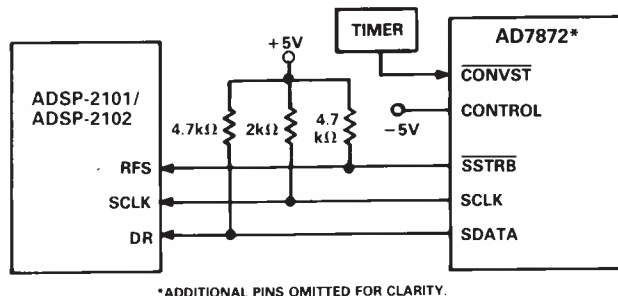 TIMER
AD7872*
+5V
CONVST
ADSP-2101/
ADSP-2102
CONTROL
4.7kΩ
2kΩ
4.7
kΩ
−5V
RFS
SSTRB
SCLK
SCLK
DR
SDATA
*ADDITIONAL PINS OMITTED FOR CLARITY.